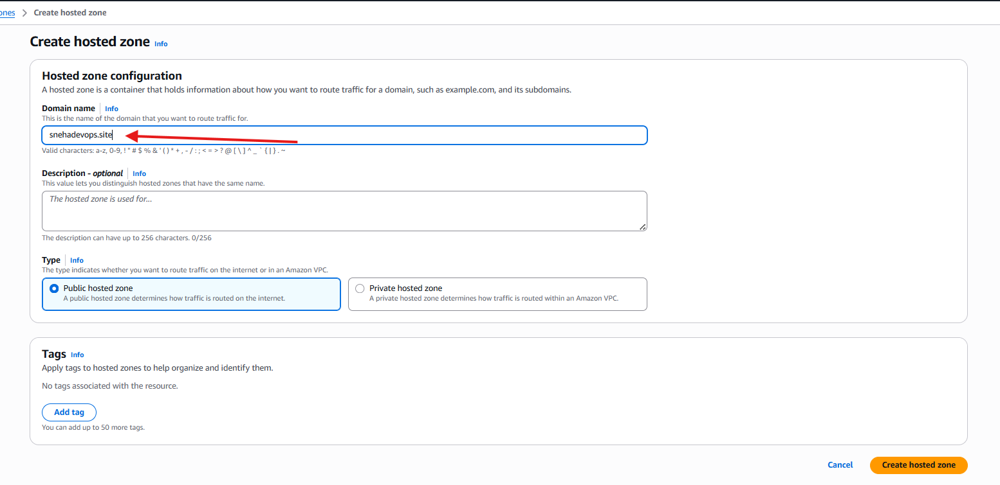 ones > Create hosted zone
Create hosted zone Info
Hosted zone configuration
A hosted zone is a container that holds information about how you want to route traffic for a domain, such as example.com, and its subdomains.
Domain name Info
This is the name of the domain that you want to route traffic for.
snehadevops.site
Valid characters: a-z, 0-9, ! " # $ % & ' ( ) * + , - / : ; < = > ? @ [ \ ] ^ _ ` { | } . ~
Description - optional Info
This value lets you distinguish hosted zones that have the same name.
The hosted zone is used for...
The description can have up to 256 characters. 0/256
Type Info
The type indicates whether you want to route traffic on the internet or in an Amazon VPC.
Public hosted zone
A public hosted zone determines how traffic is routed on the internet.
Private hosted zone
A private hosted zone determines how traffic is routed within an Amazon VPC.
Tags Info
Apply tags to hosted zones to help organize and identify them.
No tags associated with the resource.
Add tag
You can add up to 50 more tags.
Cancel Create hosted zone